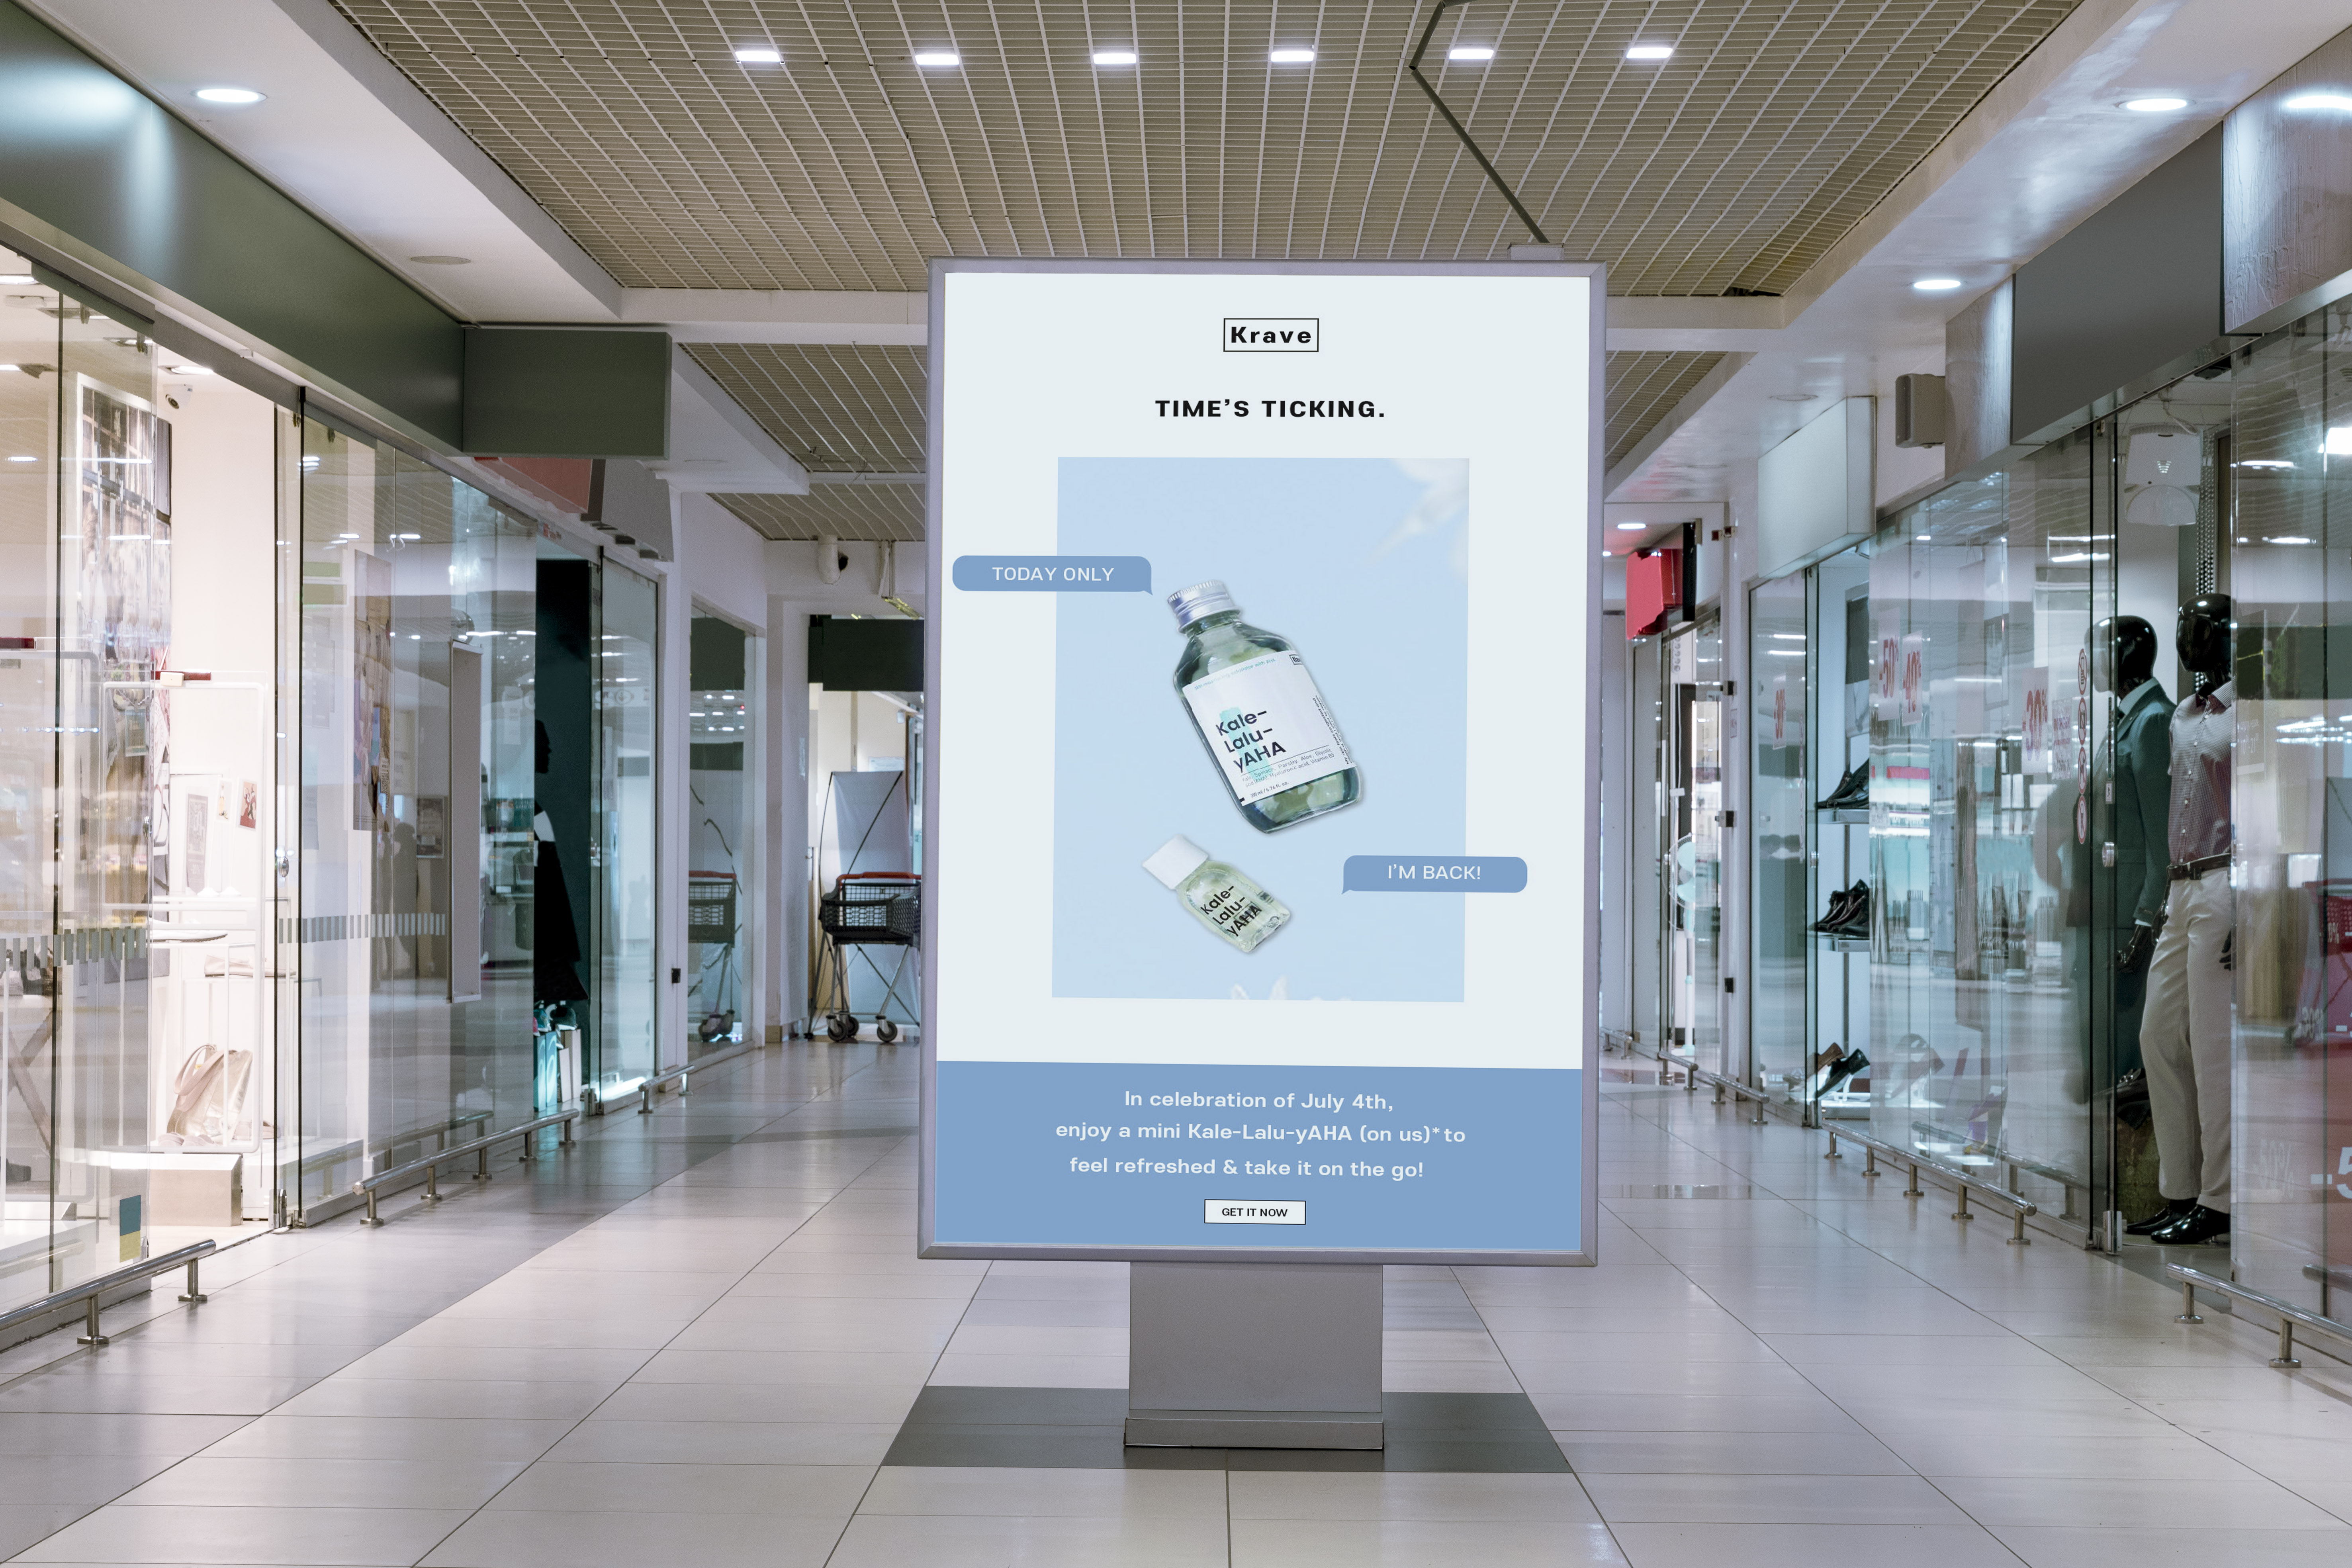 Krave
TIME'S TICKING.
TODAY ONLY
Kale-
Lalu-
yAHA
I'M BACK!
Kale-
Lalu-
yAHA
In celebration of July 4th,
enjoy a mini Kale-Lalu-yAHA (on us)* to
feel refreshed & take it on the go!
GET IT NOW